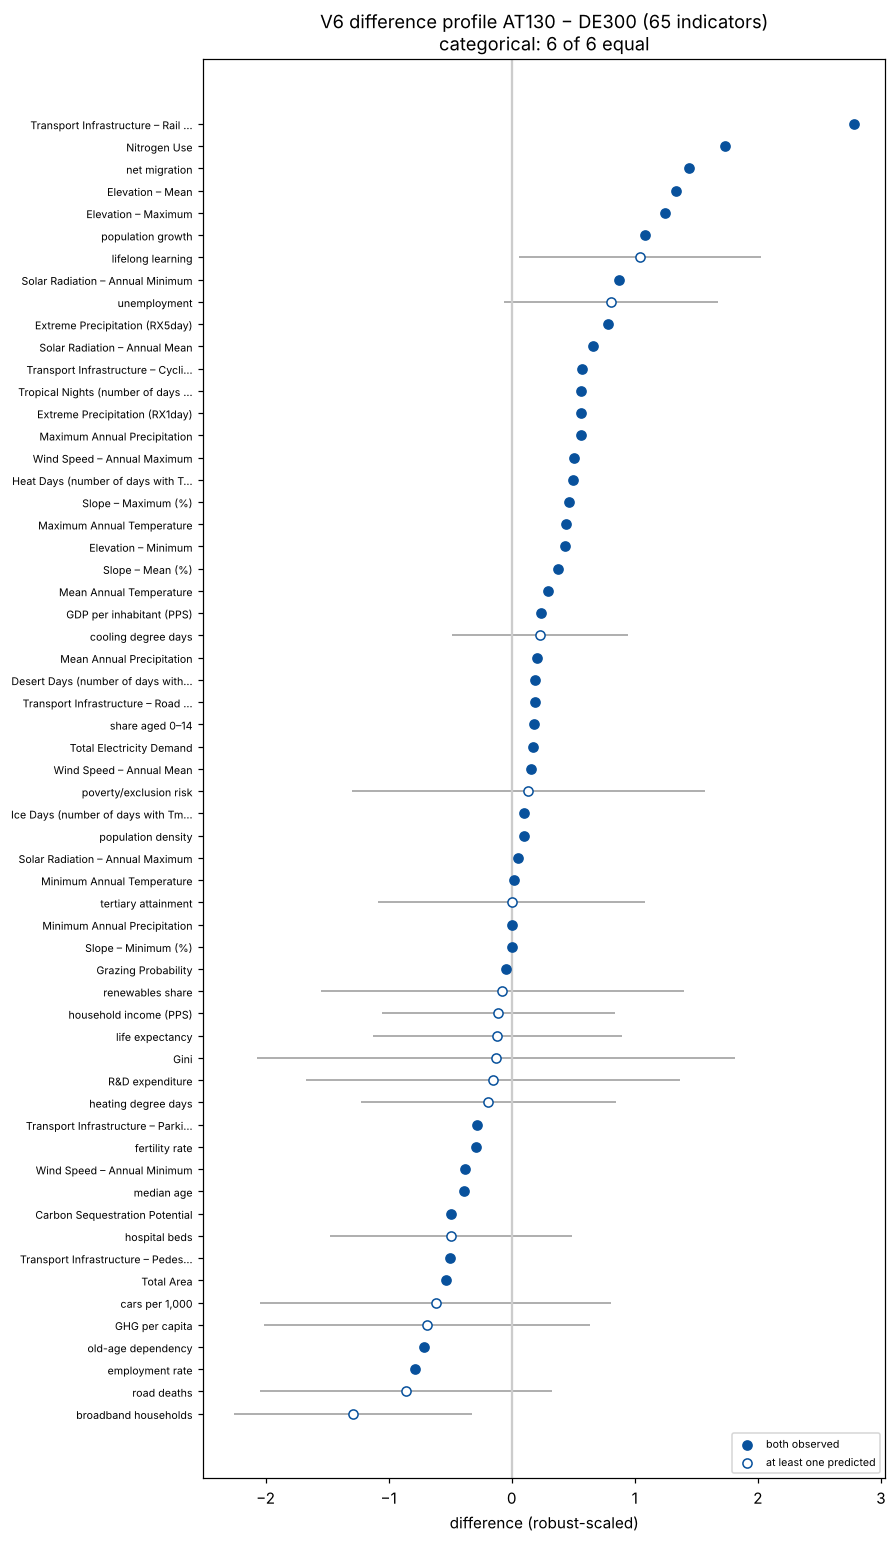 V6 difference profile AT130 − DE300 (65 indicators)
categorical: 6 of 6 equal
Transport Infrastructure – Rail ...
Nitrogen Use
net migration
Elevation – Mean
Elevation – Maximum
population growth
lifelong learning
Solar Radiation – Annual Minimum
unemployment
Extreme Precipitation (RX5day)
Solar Radiation – Annual Mean
Transport Infrastructure – Cycli...
Tropical Nights (number of days ...
Extreme Precipitation (RX1day)
Maximum Annual Precipitation
Wind Speed – Annual Maximum
Heat Days (number of days with T...
Slope – Maximum (%)
Maximum Annual Temperature
Elevation – Minimum
Slope – Mean (%)
Mean Annual Temperature
GDP per inhabitant (PPS)
cooling degree days
Mean Annual Precipitation
Desert Days (number of days with...
Transport Infrastructure – Road ...
share aged 0–14
Total Electricity Demand
Wind Speed – Annual Mean
poverty/exclusion risk
Ice Days (number of days with Tm...
population density
Solar Radiation – Annual Maximum
Minimum Annual Temperature
tertiary attainment
Minimum Annual Precipitation
Slope – Minimum (%)
Grazing Probability
renewables share
household income (PPS)
life expectancy
Gini
R&D expenditure
heating degree days
Transport Infrastructure – Parki...
fertility rate
Wind Speed – Annual Minimum
median age
Carbon Sequestration Potential
hospital beds
Transport Infrastructure – Pedes...
Total Area
cars per 1,000
GHG per capita
old-age dependency
employment rate
road deaths
broadband households
both observed
at least one predicted
−2 −1 0 1 2 3
difference (robust-scaled)